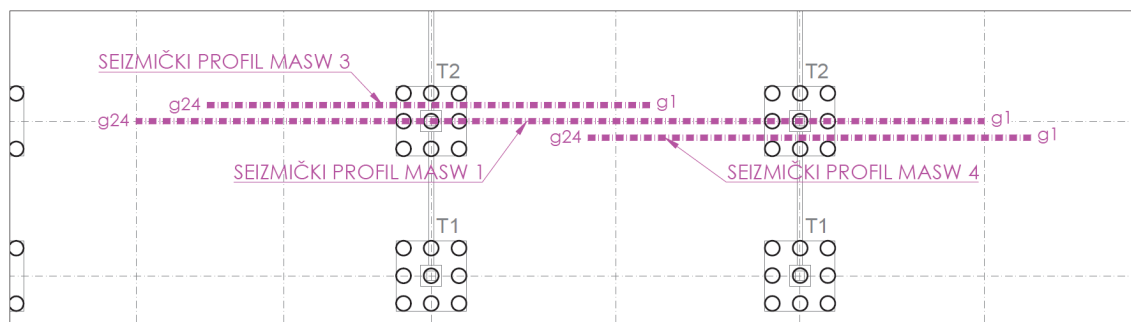 SEIZMIČKI PROFIL MASW 3
T2
T2
g24
g1
g24
g1
g24
g1
SEIZMIČKI PROFIL MASW 1
SEIZMIČKI PROFIL MASW 4
T1
T1